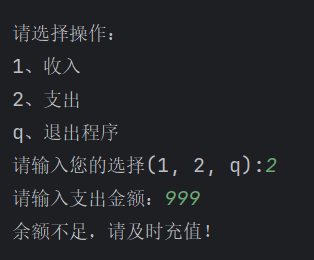 请选择操作：
1、收入
2、支出
q、退出程序
请输入您的选择(1, 2, q):2
请输入支出金额：999
余额不足，请及时充值！